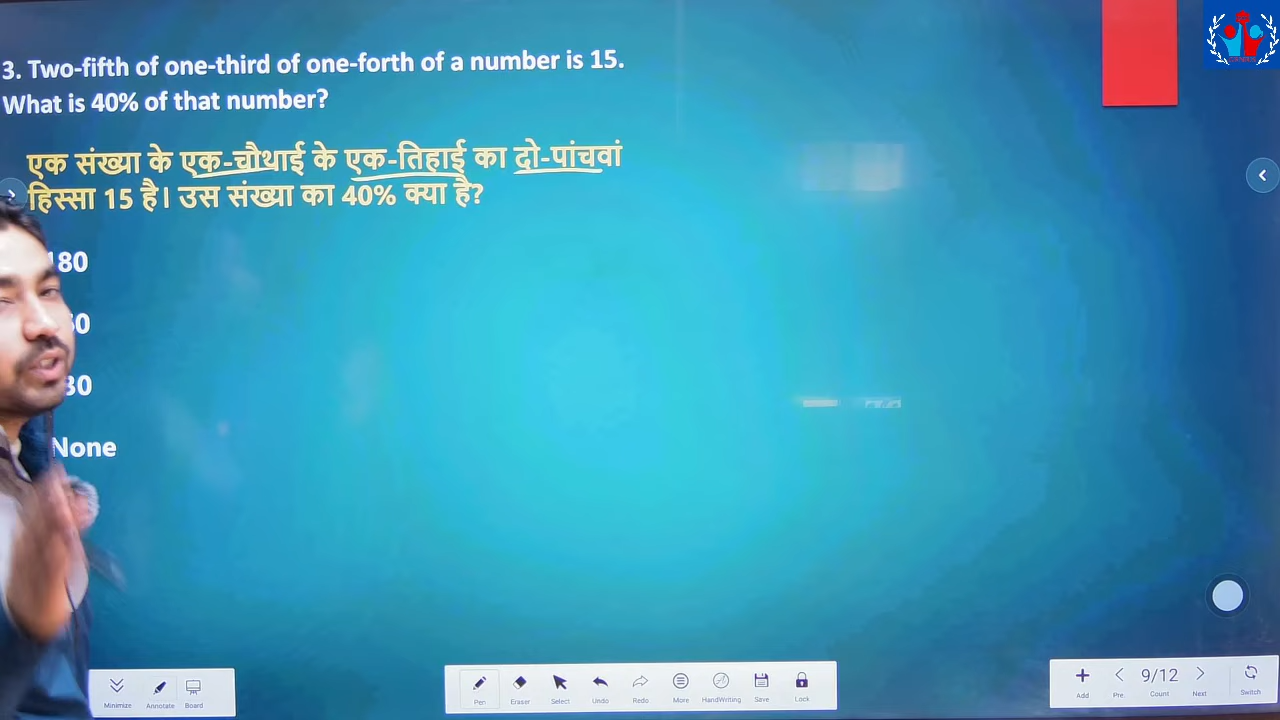 3. Two-fifth of one-third of one-forth of a number is 15.
What is 40% of that number?
एक संख्या के एक-चौथाई के एक-तिहाई का दो-पांचवां
हिस्सा 15 है। उस संख्या का 40% क्या है?
180
None
Minimize Annotate Board
Pen Eraser Select Undo Redo More HandWriting Save Lock
9/12
Add Pre Count Next Switch